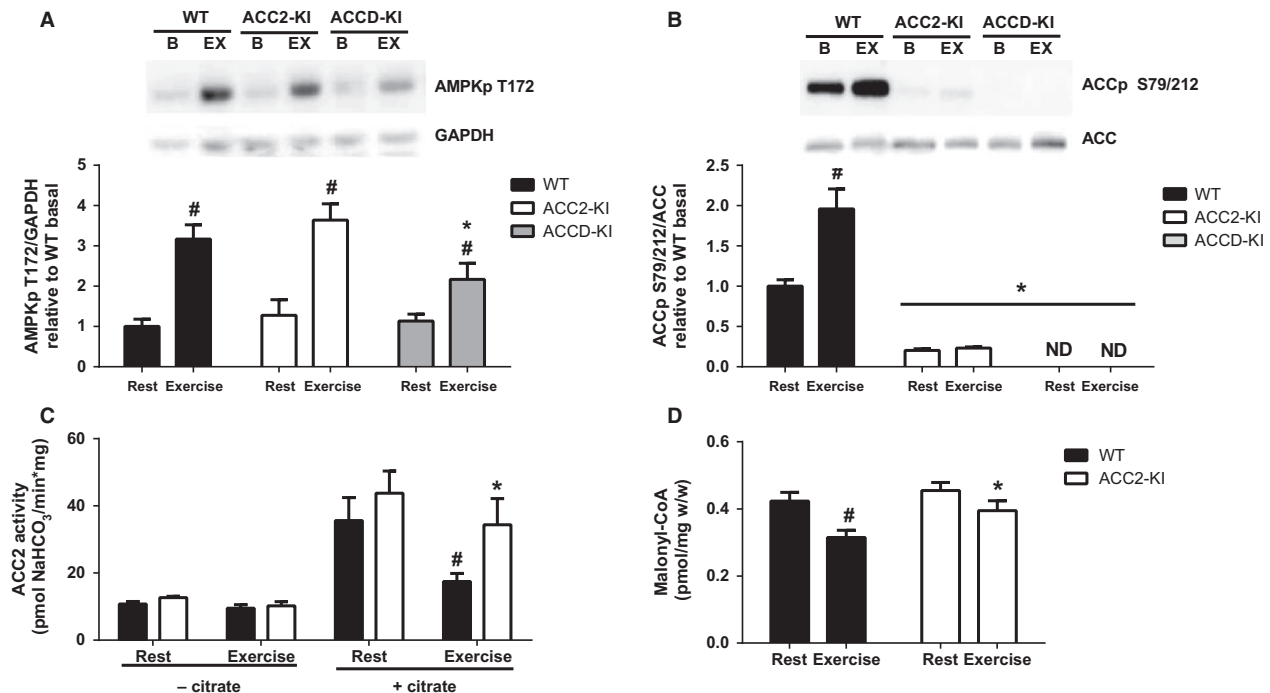 A
WT ACC2-KI ACCD-KI
B EX B EX B EX
AMPKp T172
GAPDH
AMPKp T172/GAPDH
relative to WT basal
5
4
3
2
1
0
# # * #
WT
ACC2-KI
ACCD-KI
Rest Exercise Rest Exercise Rest Exercise
B
WT ACC2-KI ACCD-KI
B EX B EX B EX
ACCp S79/212
ACC
ACCp S79/212/ACC
relative to WT basal
2.5
2.0
1.5
1.0
0.5
0.0
# *
ND ND
WT
ACC2-KI
ACCD-KI
Rest Exercise Rest Exercise Rest Exercise
C
ACC2 activity
(pmol NaHCO₃/min*mg)
60
40
20
0
# *
Rest Exercise Rest Exercise
– citrate + citrate
D
Malonyl-CoA
(pmol/mg w/w)
0.6
0.4
0.2
0.0
# *
WT
ACC2-KI
Rest Exercise Rest Exercise